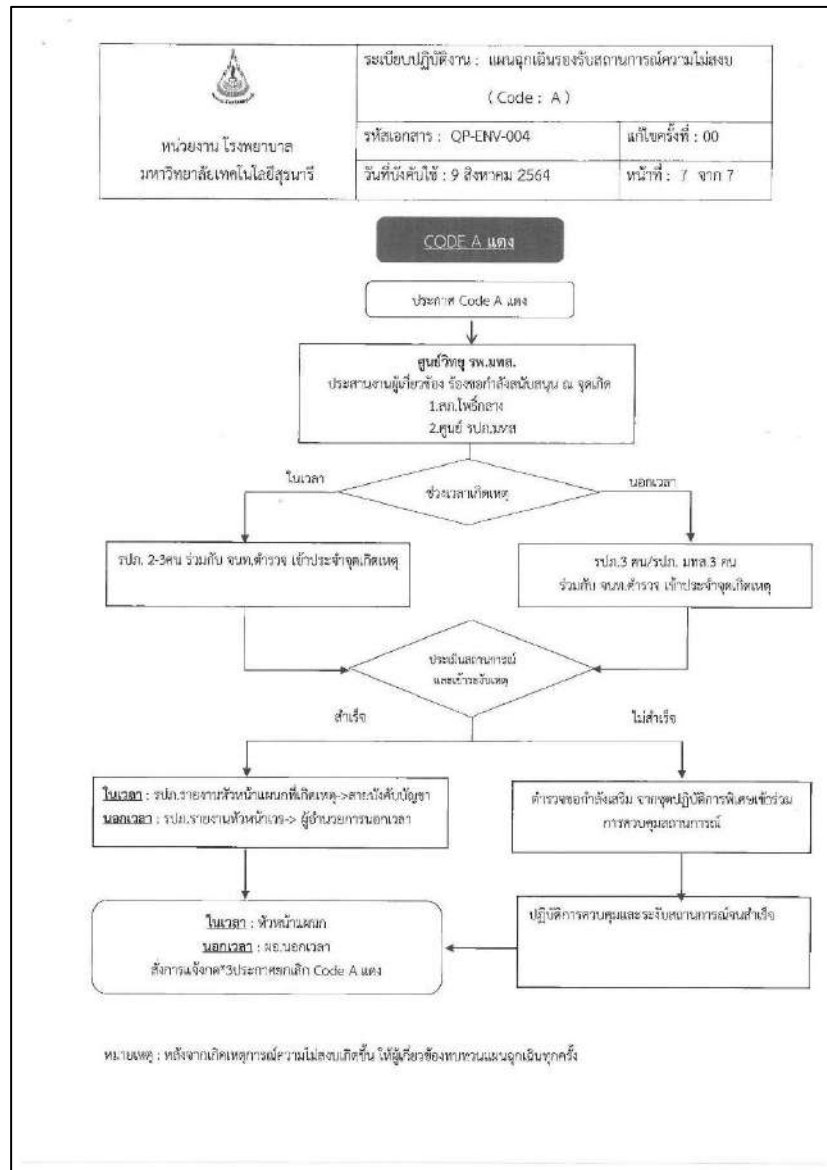 ระเบียบปฏิบัติงาน : แผนฉุกเฉินรองรับสถานการณ์ความไม่สงบ
(Code : A)
หน่วยงาน โรงพยาบาล
มหาวิทยาลัยเทคโนโลยีสุรนารี
รหัสเอกสาร : QP-ENV-004
แก้ไขครั้งที่ : 00
วันที่บังคับใช้ : 9 สิงหาคม 2564
หน้าที่ : 7 จาก 7
CODE A แดง
ประกาศ Code A แดง
ศูนย์วิทยุ รพ.มทส.
ประสานงานผู้เกี่ยวข้อง ร้องขอกำลังสนับสนุน ณ จุดเกิด
1.สภ.โพธิ์กลาง
2.ศูนย์ รปภ.มทส
ในเวลา
ช่วงเวลาเกิดเหตุ
นอกเวลา
รปภ. 2-3คน ร่วมกับ จนท.ตำรวจ เข้าประจำจุดเกิดเหตุ
รปภ.3 คน/รปภ. มทส.3 คน
ร่วมกับ จนท.ตำรวจ เข้าประจำจุดเกิดเหตุ
ประเมินสถานการณ์
และเข้าระงับเหตุ
สำเร็จ
ไม่สำเร็จ
ในเวลา : รปภ.รายงานหัวหน้าแผนกที่เกิดเหตุ->สายบังคับบัญชา
นอกเวลา : รปภ.รายงานหัวหน้าเวร-> ผู้อำนวยการนอกเวลา
ตำรวจขอกำลังเสริม จากชุดปฏิบัติการพิเศษเข้าร่วม
การควบคุมสถานการณ์
ในเวลา : หัวหน้าแผนก
นอกเวลา : ผอ.นอกเวลา
สั่งการแจ้งกด*3ประกาศยกเลิก Code A แดง
ปฏิบัติการควบคุมและระงับสถานการณ์จนสำเร็จ
หมายเหตุ : หลังจากเกิดเหตุการณ์ความไม่สงบเกิดขึ้น ให้ผู้เกี่ยวข้องทบทวนแผนฉุกเฉินทุกครั้ง